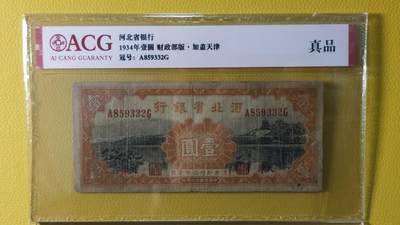 ACG
AI CANG GUARANTY
河北省银行
1934年壹圆 财政部版·加盖天津
冠号: A859332G
真品
行銀省北河
A859332G
A859332G
圓壹